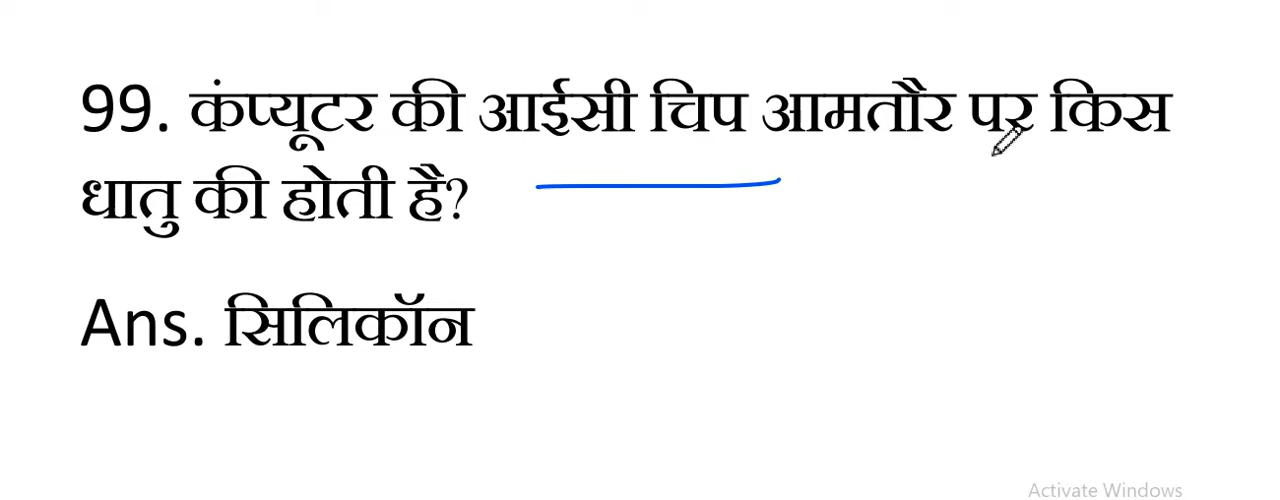 99. कंप्यूटर की आईसी चिप आमतौर पर किस
धातु की होती है?
Ans. सिलिकॉन
Activate Windows